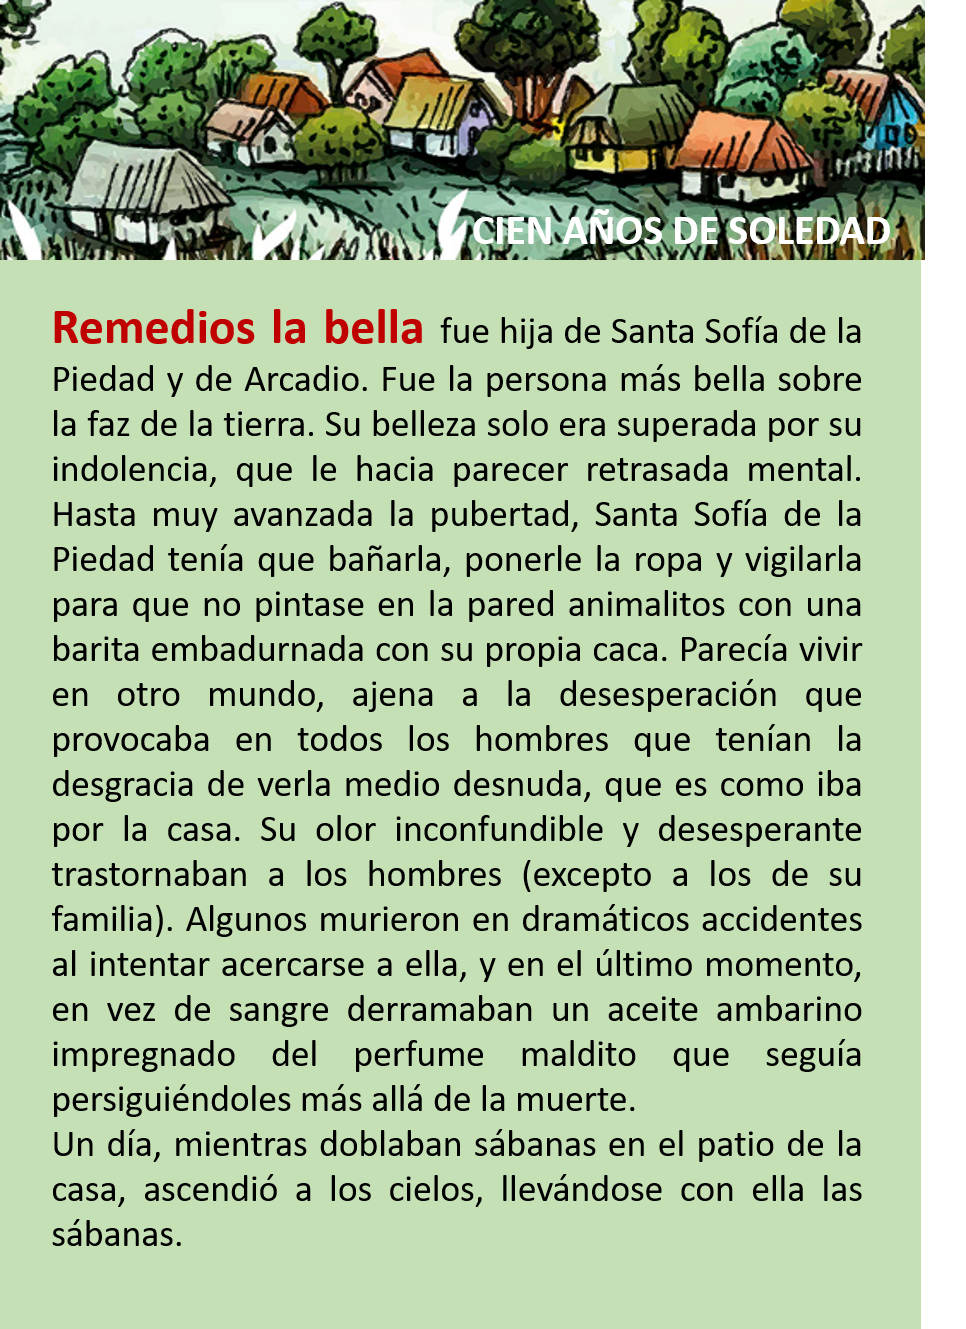 CIEN AÑOS DE SOLEDAD
Remedios la bella fue hija de Santa Sofía de la
Piedad y de Arcadio. Fue la persona más bella sobre
la faz de la tierra. Su belleza solo era superada por su
indolencia, que le hacia parecer retrasada mental.
Hasta muy avanzada la pubertad, Santa Sofía de la
Piedad tenía que bañarla, ponerle la ropa y vigilarla
para que no pintase en la pared animalitos con una
barita embadurnada con su propia caca. Parecía vivir
en otro mundo, ajena a la desesperación que
provocaba en todos los hombres que tenían la
desgracia de verla medio desnuda, que es como iba
por la casa. Su olor inconfundible y desesperante
trastornaban a los hombres (excepto a los de su
familia). Algunos murieron en dramáticos accidentes
al intentar acercarse a ella, y en el último momento,
en vez de sangre derramaban un aceite ambarino
impregnado del perfume maldito que seguía
persiguiéndoles más allá de la muerte.
Un día, mientras doblaban sábanas en el patio de la
casa, ascendió a los cielos, llevándose con ella las
sábanas.